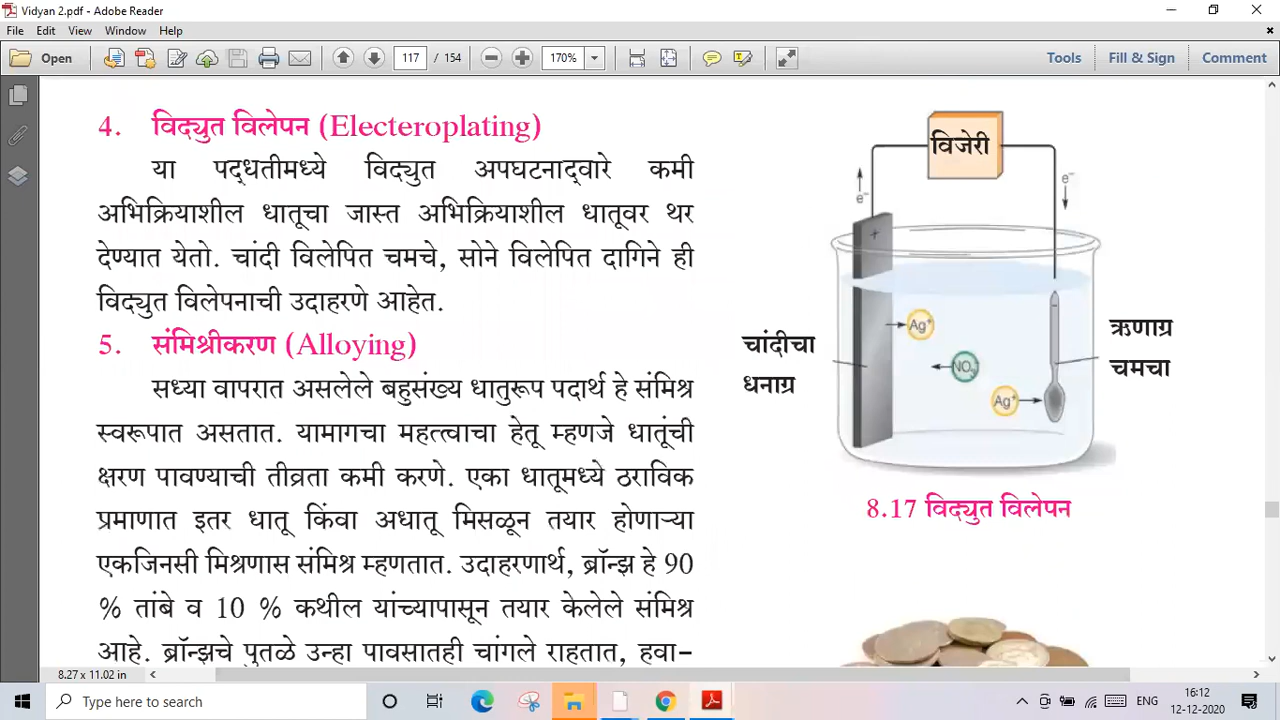 Vidyan 2.pdf - Adobe Reader
File Edit View Window Help
Open 117 / 154 170% Tools Fill & Sign Comment
4. विद्युत विलेपन (Electeroplating)
या पद्धतीमध्ये विद्युत अपघटनाद्वारे कमी
अभिक्रियाशील धातूचा जास्त अभिक्रियाशील धातूवर थर
देण्यात येतो. चांदी विलेपित चमचे, सोने विलेपित दागिने ही
विद्युत विलेपनाची उदाहरणे आहेत.
5. संमिश्रीकरण (Alloying)
सध्या वापरात असलेले बहुसंख्य धातुरूप पदार्थ हे संमिश्र
स्वरूपात असतात. यामागचा महत्त्वाचा हेतू म्हणजे धातूंची
क्षरण पावण्याची तीव्रता कमी करणे. एका धातूमध्ये ठराविक
प्रमाणात इतर धातू किंवा अधातू मिसळून तयार होणाऱ्या
एकजिनसी मिश्रणास संमिश्र म्हणतात. उदाहरणार्थ, ब्रॉन्झ हे 90
% तांबे व 10 % कथील यांच्यापासून तयार केलेले संमिश्र
आहे. ब्रॉन्झचे पुतळे उन्हा पावसातही चांगले राहतात, हवा-
विजेरी
e⁻
e⁻
+
Ag⁺
NO₃⁻
Ag⁺
चांदीचा
धनाग्र
ऋणाग्र
चमचा
8.17 विद्युत विलेपन
8.27 x 11.02 in
Type here to search
ENG
16:12
12-12-2020